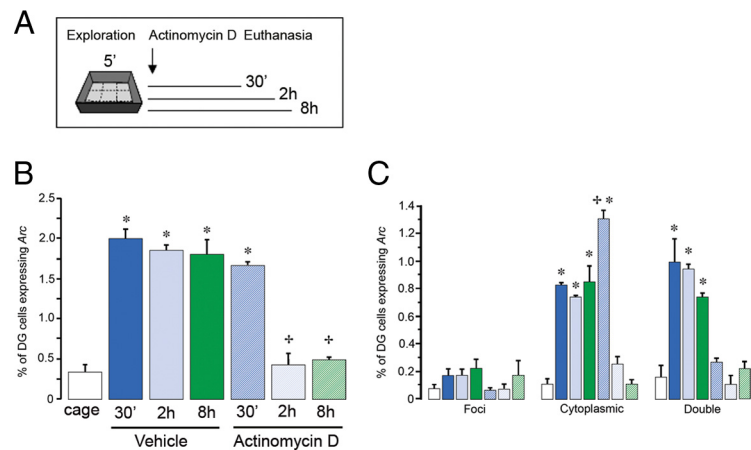 A
Exploration Actinomycin D Euthanasia
5’
30’
2h
8h
B
% of DG cells expressing Arc
2.5
2.0
1.5
1.0
0.5
0
* * * * ÷ ÷
cage 30’ 2h 8h 30’ 2h 8h
Vehicle Actinomycin D
C
% of DG cells expressing Arc
1.4
1.2
1.0
0.8
0.6
0.4
0.2
0
÷ *
* * *
* * *
Foci Cytoplasmic Double